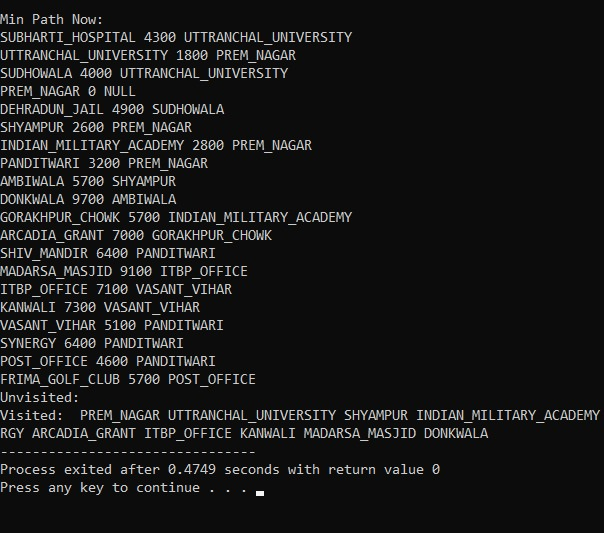 Min Path Now:
SUBHARTI_HOSPITAL 4300 UTTRANCHAL_UNIVERSITY
UTTRANCHAL_UNIVERSITY 1800 PREM_NAGAR
SUDHOWALA 4000 UTTRANCHAL_UNIVERSITY
PREM_NAGAR 0 NULL
DEHRADUN_JAIL 4900 SUDHOWALA
SHYAMPUR 2600 PREM_NAGAR
INDIAN_MILITARY_ACADEMY 2800 PREM_NAGAR
PANDITWARI 3200 PREM_NAGAR
AMBIWALA 5700 SHYAMPUR
DONKWALA 9700 AMBIWALA
GORAKHPUR_CHOWK 5700 INDIAN_MILITARY_ACADEMY
ARCADIA_GRANT 7000 GORAKHPUR_CHOWK
SHIV_MANDIR 6400 PANDITWARI
MADARSA_MASJID 9100 ITBP_OFFICE
ITBP_OFFICE 7100 VASANT_VIHAR
KANWALI 7300 VASANT_VIHAR
VASANT_VIHAR 5100 PANDITWARI
SYNERGY 6400 PANDITWARI
POST_OFFICE 4600 PANDITWARI
FRIMA_GOLF_CLUB 5700 POST_OFFICE
Unvisited:
Visited:  PREM_NAGAR UTTRANCHAL_UNIVERSITY SHYAMPUR INDIAN_MILITARY_ACADEMY
RGY ARCADIA_GRANT ITBP_OFFICE KANWALI MADARSA_MASJID DONKWALA
--------------------------------
Process exited after 0.4749 seconds with return value 0
Press any key to continue . . .